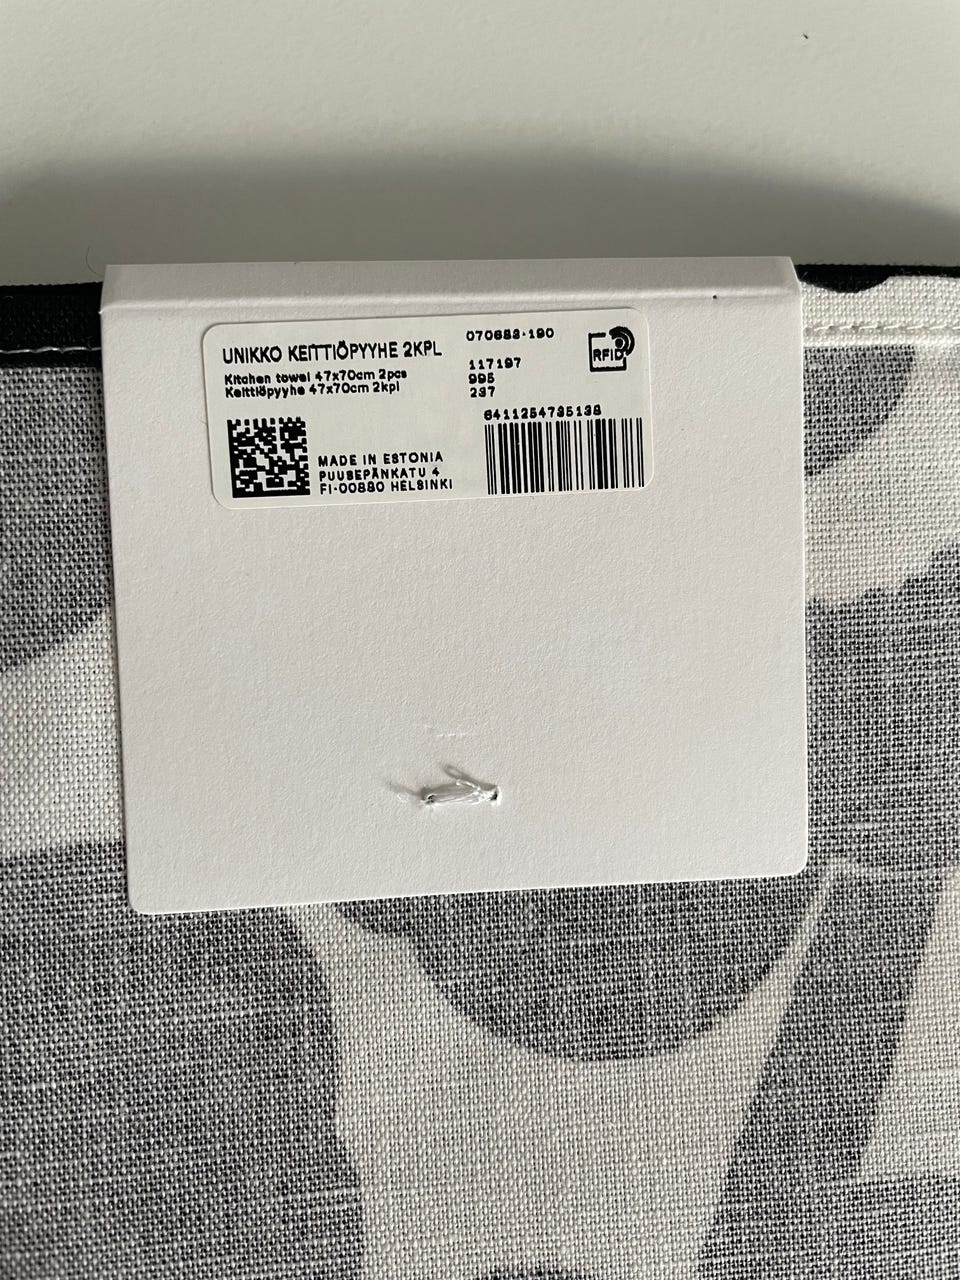 UNIKKO KEITTIÖPYYHE 2KPL
Kitchen towel 47x70cm 2pcs
Keittiöpyyhe 47x70cm 2kpl
070683-190
117197
995
237
RFID
6411254735138
MADE IN ESTONIA
PUUSEPÄNKATU 4
FI-00880 HELSINKI